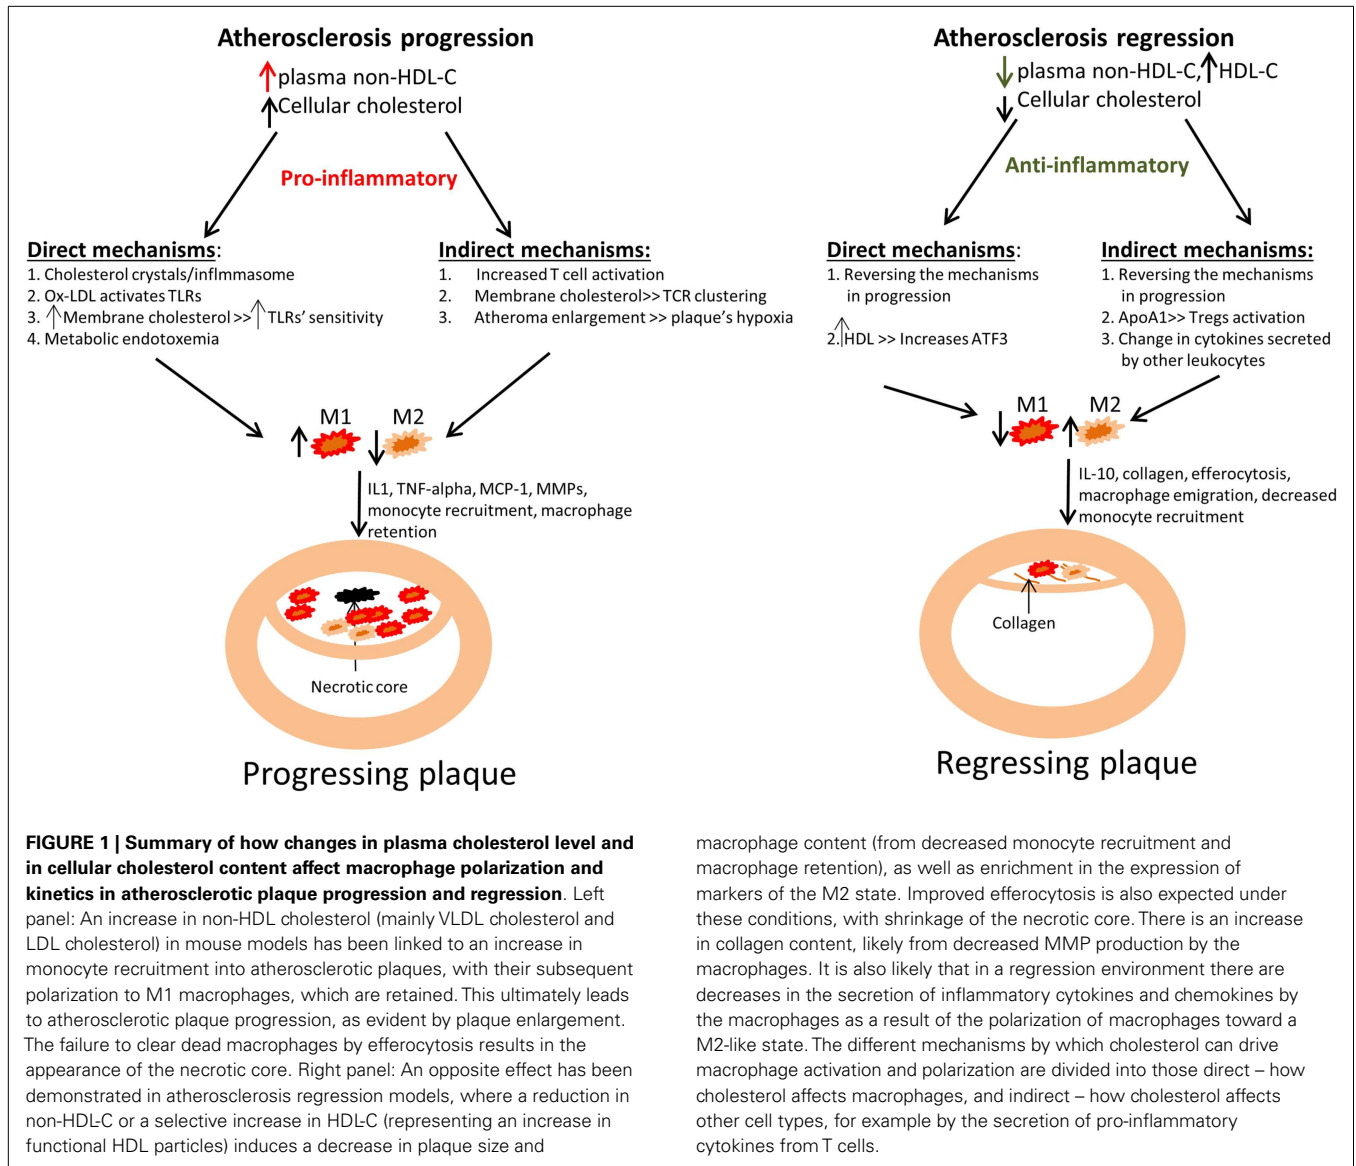 Atherosclerosis progression
↑plasma non-HDL-C
↑Cellular cholesterol
Pro-inflammatory
Direct mechanisms:
1. Cholesterol crystals/inflmmasome
2. Ox-LDL activates TLRs
3. ↑Membrane cholesterol>>↑TLRs' sensitivity
4. Metabolic endotoxemia
Indirect mechanisms:
1. Increased T cell activation
2. Membrane cholesterol>> TCR clustering
3. Atheroma enlargement >> plaque's hypoxia
↑ M1 ↓ M2
IL1, TNF-alpha, MCP-1, MMPs,
monocyte recruitment, macrophage
retention
Necrotic core
Progressing plaque
Atherosclerosis regression
↓plasma non-HDL-C,↑HDL-C
↓Cellular cholesterol
Anti-inflammatory
Direct mechanisms:
1. Reversing the mechanisms
in progression
2.↑HDL >> Increases ATF3
Indirect mechanisms:
1. Reversing the mechanisms
in progression
2. ApoA1>> Tregs activation
3. Change in cytokines secreted
by other leukocytes
↓ M1 ↑ M2
IL-10, collagen, efferocytosis,
macrophage emigration, decreased
monocyte recruitment
Collagen
Regressing plaque
FIGURE 1 | Summary of how changes in plasma cholesterol level and
in cellular cholesterol content affect macrophage polarization and
kinetics in atherosclerotic plaque progression and regression. Left
panel: An increase in non-HDL cholesterol (mainly VLDL cholesterol and
LDL cholesterol) in mouse models has been linked to an increase in
monocyte recruitment into atherosclerotic plaques, with their subsequent
polarization to M1 macrophages, which are retained. This ultimately leads
to atherosclerotic plaque progression, as evident by plaque enlargement.
The failure to clear dead macrophages by efferocytosis results in the
appearance of the necrotic core. Right panel: An opposite effect has been
demonstrated in atherosclerosis regression models, where a reduction in
non-HDL-C or a selective increase in HDL-C (representing an increase in
functional HDL particles) induces a decrease in plaque size and
macrophage content (from decreased monocyte recruitment and
macrophage retention), as well as enrichment in the expression of
markers of the M2 state. Improved efferocytosis is also expected under
these conditions, with shrinkage of the necrotic core. There is an increase
in collagen content, likely from decreased MMP production by the
macrophages. It is also likely that in a regression environment there are
decreases in the secretion of inflammatory cytokines and chemokines by
the macrophages as a result of the polarization of macrophages toward a
M2-like state. The different mechanisms by which cholesterol can drive
macrophage activation and polarization are divided into those direct – how
cholesterol affects macrophages, and indirect – how cholesterol affects
other cell types, for example by the secretion of pro-inflammatory
cytokines from T cells.